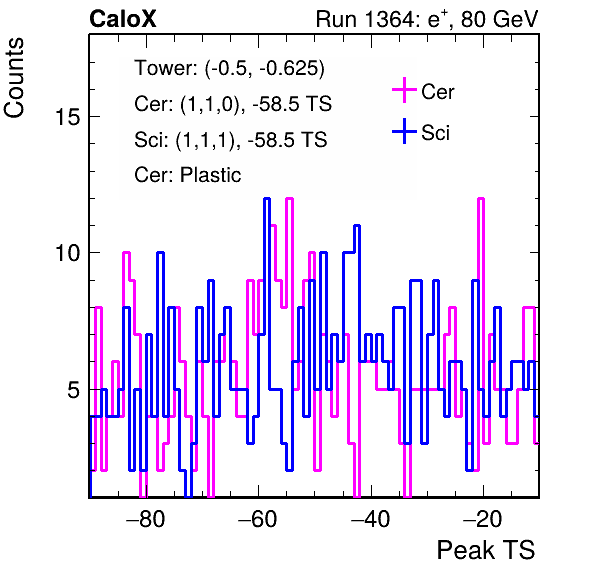 CaloX Run 1364: e⁺, 80 GeV
Counts
Tower: (-0.5, -0.625)
Cer: (1,1,0), -58.5 TS
Sci: (1,1,1), -58.5 TS
Cer: Plastic
Cer
Sci
15
10
5
−80 −60 −40 −20
Peak TS